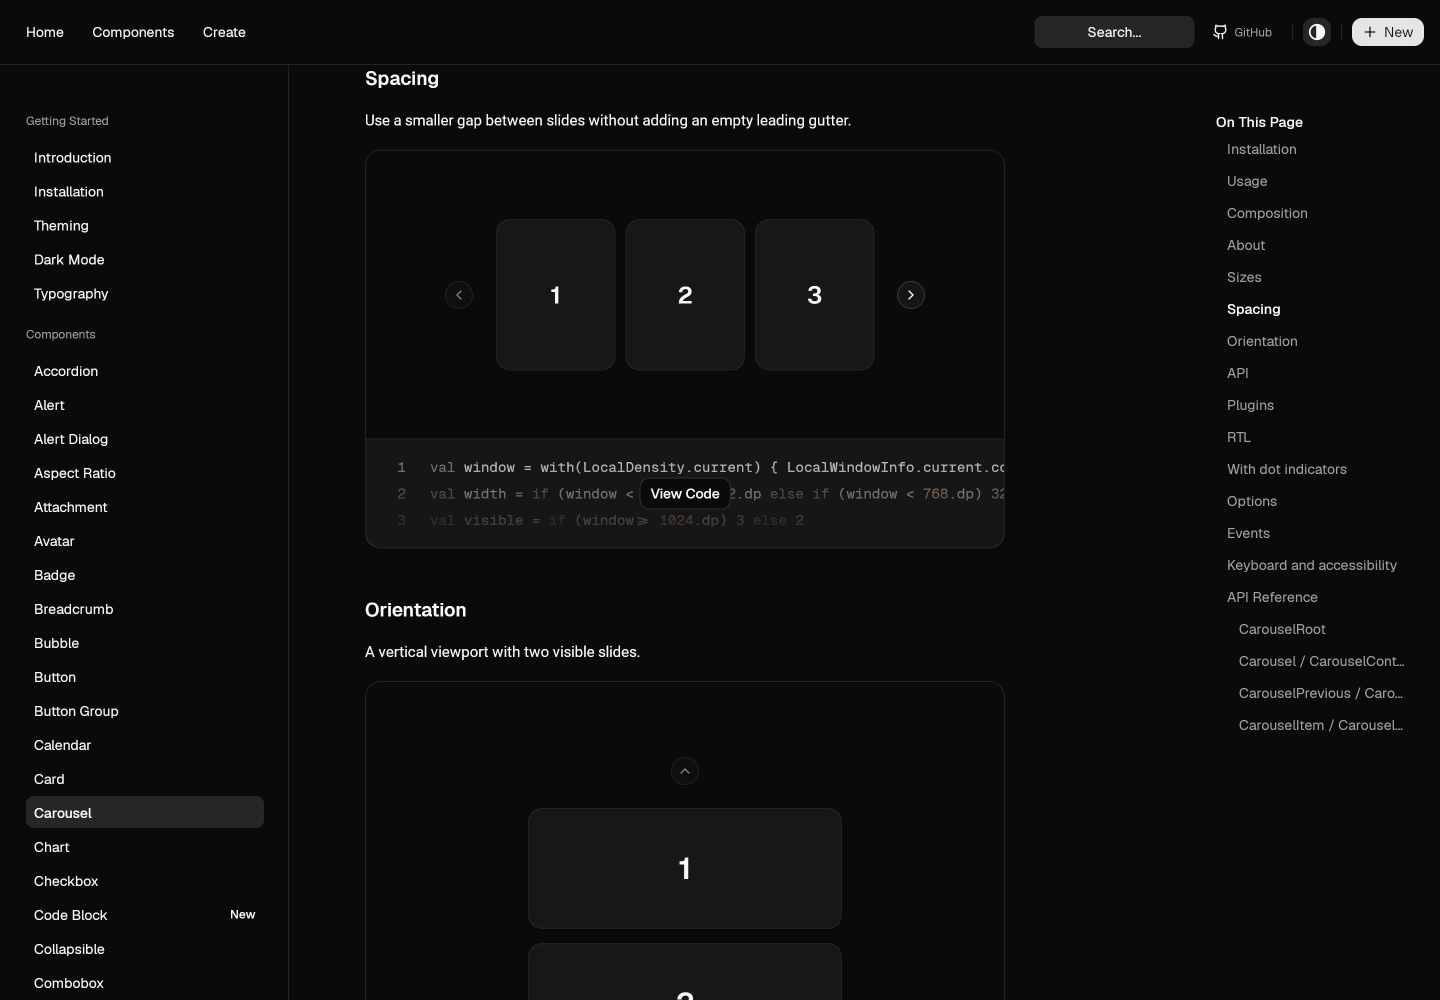 Home
Components
Create
Search...
GitHub
New
Getting Started
Introduction
Installation
Theming
Dark Mode
Typography
Components
Accordion
Alert
Alert Dialog
Aspect Ratio
Attachment
Avatar
Badge
Breadcrumb
Bubble
Button
Button Group
Calendar
Card
Carousel
Chart
Checkbox
Code Block New
Collapsible
Combobox
Spacing
Use a smaller gap between slides without adding an empty leading gutter.
1 2 3
1 val window = with(LocalDensity.current) { LocalWindowInfo.current.co
2 val width = if (window < 2.dp else if (window < 768.dp) 32
View Code
3 val visible = if (window >= 1024.dp) 3 else 2
Orientation
A vertical viewport with two visible slides.
1
2
On This Page
Installation
Usage
Composition
About
Sizes
Spacing
Orientation
API
Plugins
RTL
With dot indicators
Options
Events
Keyboard and accessibility
API Reference
CarouselRoot
Carousel / CarouselCont...
CarouselPrevious / Caro...
CarouselItem / Carousel...